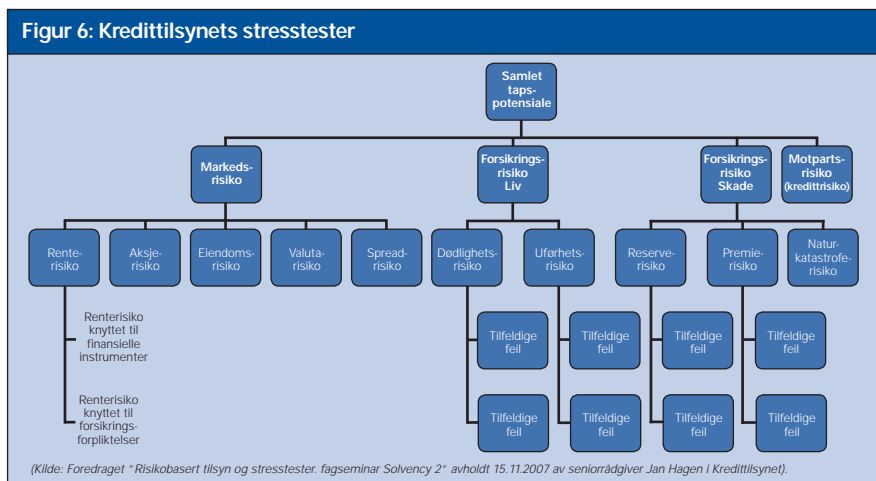 Figur 6: Kredittilsynets stresstester
Samlet
taps-
potensiale
Markeds-
risiko
Forsikrings-
risiko
Liv
Forsikrings-
risiko
Skade
Motparts-
risiko
(kredittrisiko)
Rente-
risiko
Aksje-
risiko
Eiendoms-
risiko
Valuta-
risiko
Spread-
risiko
Dødlighets-
risiko
Uførhets-
risiko
Reserve-
risiko
Premie-
risiko
Natur-
katastrofe-
risiko
Renterisiko
knyttet til
finansielle
instrumenter
Tilfeldige
feil
Tilfeldige
feil
Tilfeldige
feil
Tilfeldige
feil
Renterisiko
knyttet til
forsikrings-
forpliktelser
Tilfeldige
feil
Tilfeldige
feil
Tilfeldige
feil
Tilfeldige
feil
(Kilde: Foredraget "Risikobasert tilsyn og stresstester. fagseminar Solvency 2" avholdt 15.11.2007 av seniorrådgiver Jan Hagen i Kredittilsynet).